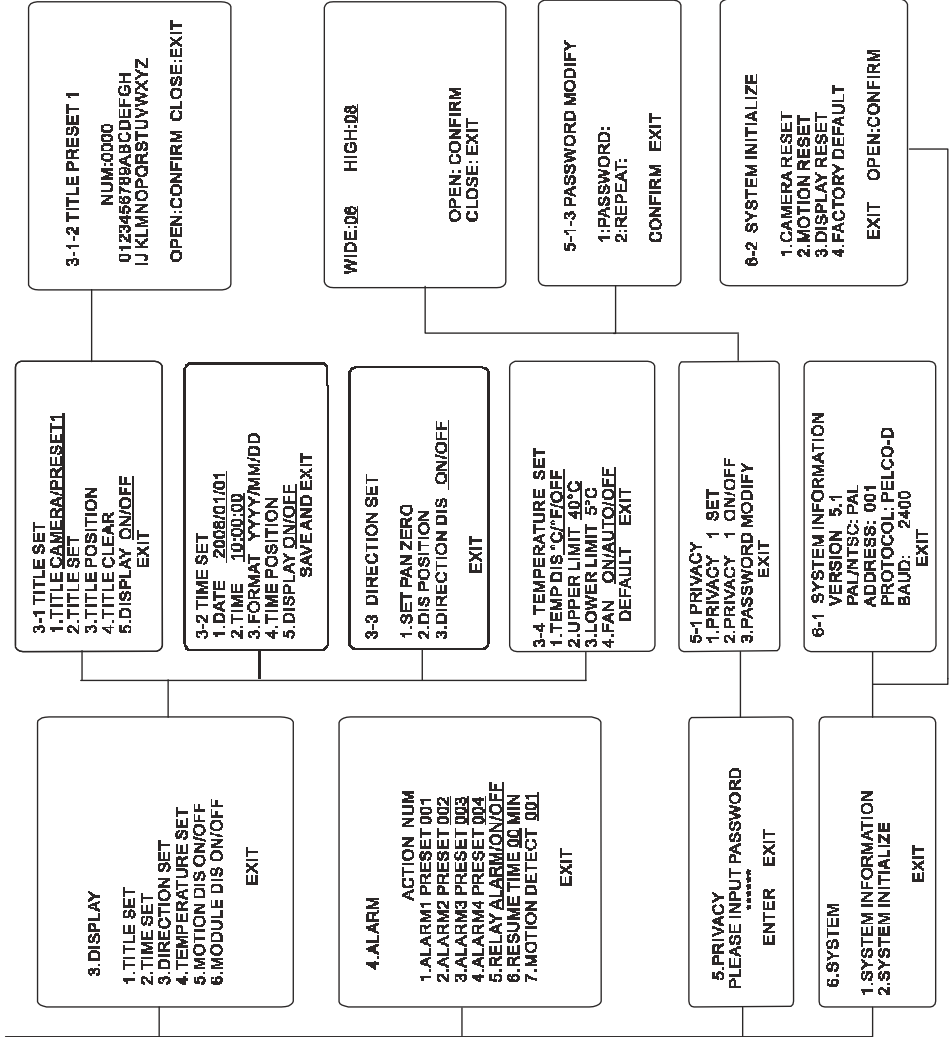 3.DISPLAY
1.TITLE SET
2.TIME SET
3.DIRECTION SET
4.TEMPERATURE SET
5.MOTION DIS ON/OFF
6.MODULE DIS ON/OFF
EXIT
4.ALARM
ACTION NUM
1.ALARM1 PRESET 001
2.ALARM2 PRESET 002
3.ALARM3 PRESET 003
4.ALARM4 PRESET 004
5.RELAY ALARM/ON/OFF
6.RESUME TIME 00 MIN
7.MOTION DETECT 001
EXIT
5.PRIVACY
PLEASE INPUT PASSWORD
******
ENTER EXIT
6.SYSTEM
1.SYSTEM INFORMATION
2.SYSTEM INITIALIZE
EXIT
3-1 TITLE SET
1.TITLE CAMERA/PRESET1
2.TITLE SET
3.TITLE POSITION
4.TITLE CLEAR
5.DISPLAY ON/OFF
EXIT
3-2 TIME SET
1.DATE 2008/01/01
2.TIME 10:00:00
3.FORMAT YYYY/MM/DD
4.TIME POSITION
5.DISPLAY ON/OFF
SAVE AND EXIT
3-3 DIRECTION SET
1.SET PAN ZERO
2.DIS POSITION
3.DIRECTION DIS ON/OFF
EXIT
3-4 TEMPERATURE SET
1.TEMP DIS °C/°F/OFF
2.UPPER LIMIT 40°C
3.LOWER LIMIT 5°C
4.FAN ON/AUTO/OFF
DEFAULT EXIT
5-1 PRIVACY
1.PRIVACY 1 SET
2.PRIVACY 1 ON/OFF
3.PASSWORD MODIFY
EXIT
6-1 SYSTEM INFORMATION
VERSION 5.1
PAL/NTSC: PAL
ADDRESS: 001
PROTOCOL: PELCO-D
BAUD: 2400
3-1-2 TITLE PRESET 1
NUM:0000
0123456789ABCDEFGH
IJKLMNOPQRSTUVWXYZ
OPEN:CONFIRM CLOSE:EXIT
WIDE:06 HIGH:08
OPEN: CONFIRM
CLOSE: EXIT
5-1-3 PASSWORD MODIFY
1:PASSWORD:
2:REPEAT:
CONFIRM EXIT
6-2 SYSTEM INITIALIZE
1.CAMERA RESET
2.MOTION RESET
3.DISPLAY RESET
4.FACTORY DEFAULT
EXIT OPEN:CONFIRM